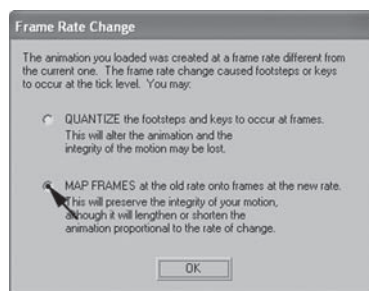 Frame Rate Change
The animation you loaded was created at a frame rate different from
the current one. The frame rate change caused footsteps or keys
to occur at the tick level. You may:
QUANTIZE the footsteps and keys to occur at frames.
This will alter the animation and the
integrity of the motion may be lost.
MAP FRAMES at the old rate onto frames at the new rate.
This will preserve the integrity of your motion,
although it will lengthen or shorten the
animation proportional to the rate of change.
OK